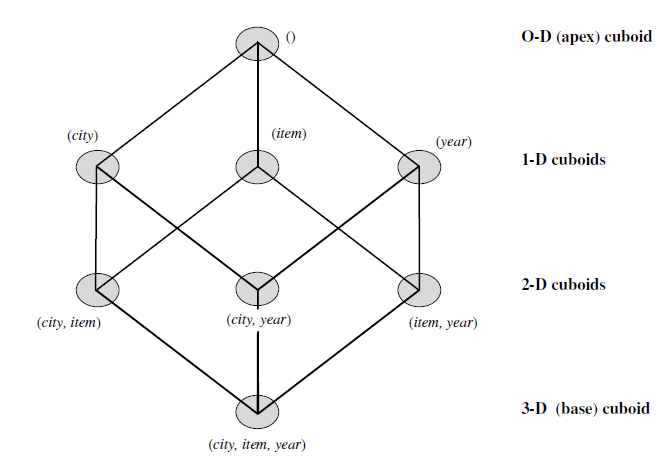 ()
O-D (apex) cuboid
(city)
(item)
(year)
1-D cuboids
2-D cuboids
(city, item)
(city, year)
(item, year)
3-D (base) cuboid
(city, item, year)